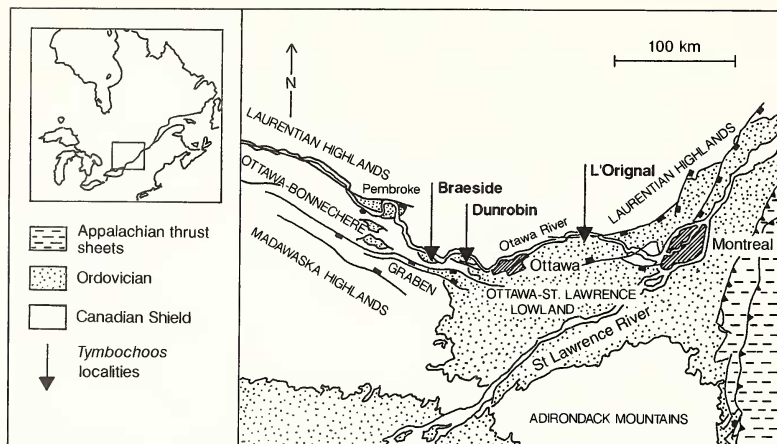 100 km
N
LAURENTIAN HIGHLANDS
LAURENTIAN HIGHLANDS
OTTAWA-BONNECHERE
GRABEN
MADAWASKA HIGHLANDS
Pembroke
Braeside
Dunrobin
L'Orignal
Otawa River
Ottawa
Montreal
OTTAWA-ST. LAWRENCE
LOWLAND
St Lawrence River
ADIRONDACK MOUNTAINS
Appalachian thrust
sheets
Ordovician
Canadian Shield
Tymbochoos
localities